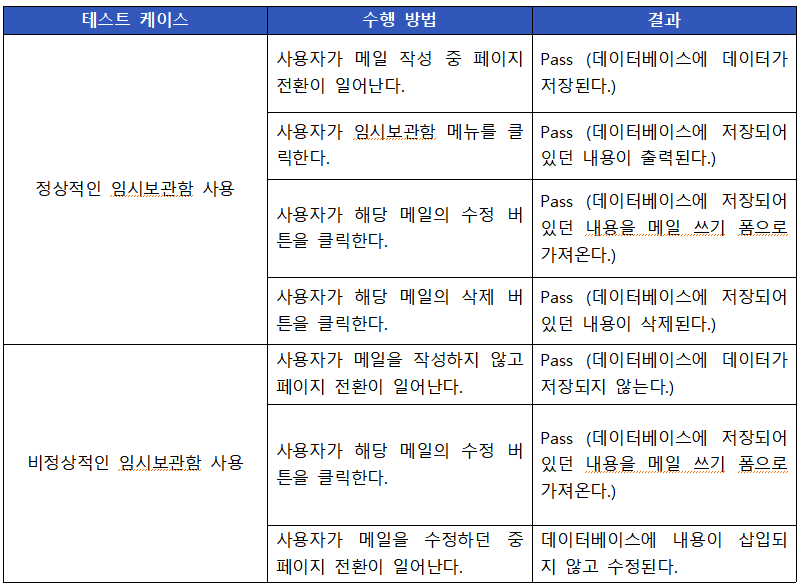 테스트 케이스 수행 방법 결과
정상적인 임시보관함 사용
사용자가 메일 작성 중 페이지
전환이 일어난다.
Pass (데이터베이스에 데이터가
저장된다.)
사용자가 임시보관함 메뉴를 클
릭한다.
Pass (데이터베이스에 저장되어
있던 내용이 출력된다.)
사용자가 해당 메일의 수정 버
튼을 클릭한다.
Pass (데이터베이스에 저장되어
있던 내용을 메일 쓰기 폼으로
가져온다.)
사용자가 해당 메일의 삭제 버
튼을 클릭한다.
Pass (데이터베이스에 저장되어
있던 내용이 삭제된다.)
비정상적인 임시보관함 사용
사용자가 메일을 작성하지 않고
페이지 전환이 일어난다.
Pass (데이터베이스에 데이터가
저장되지 않는다.)
사용자가 해당 메일의 수정 버
튼을 클릭한다.
Pass (데이터베이스에 저장되어
있던 내용을 메일 쓰기 폼으로
가져온다.)
사용자가 메일을 수정하던 중
페이지 전환이 일어난다.
데이터베이스에 내용이 삽입되
지 않고 수정된다.